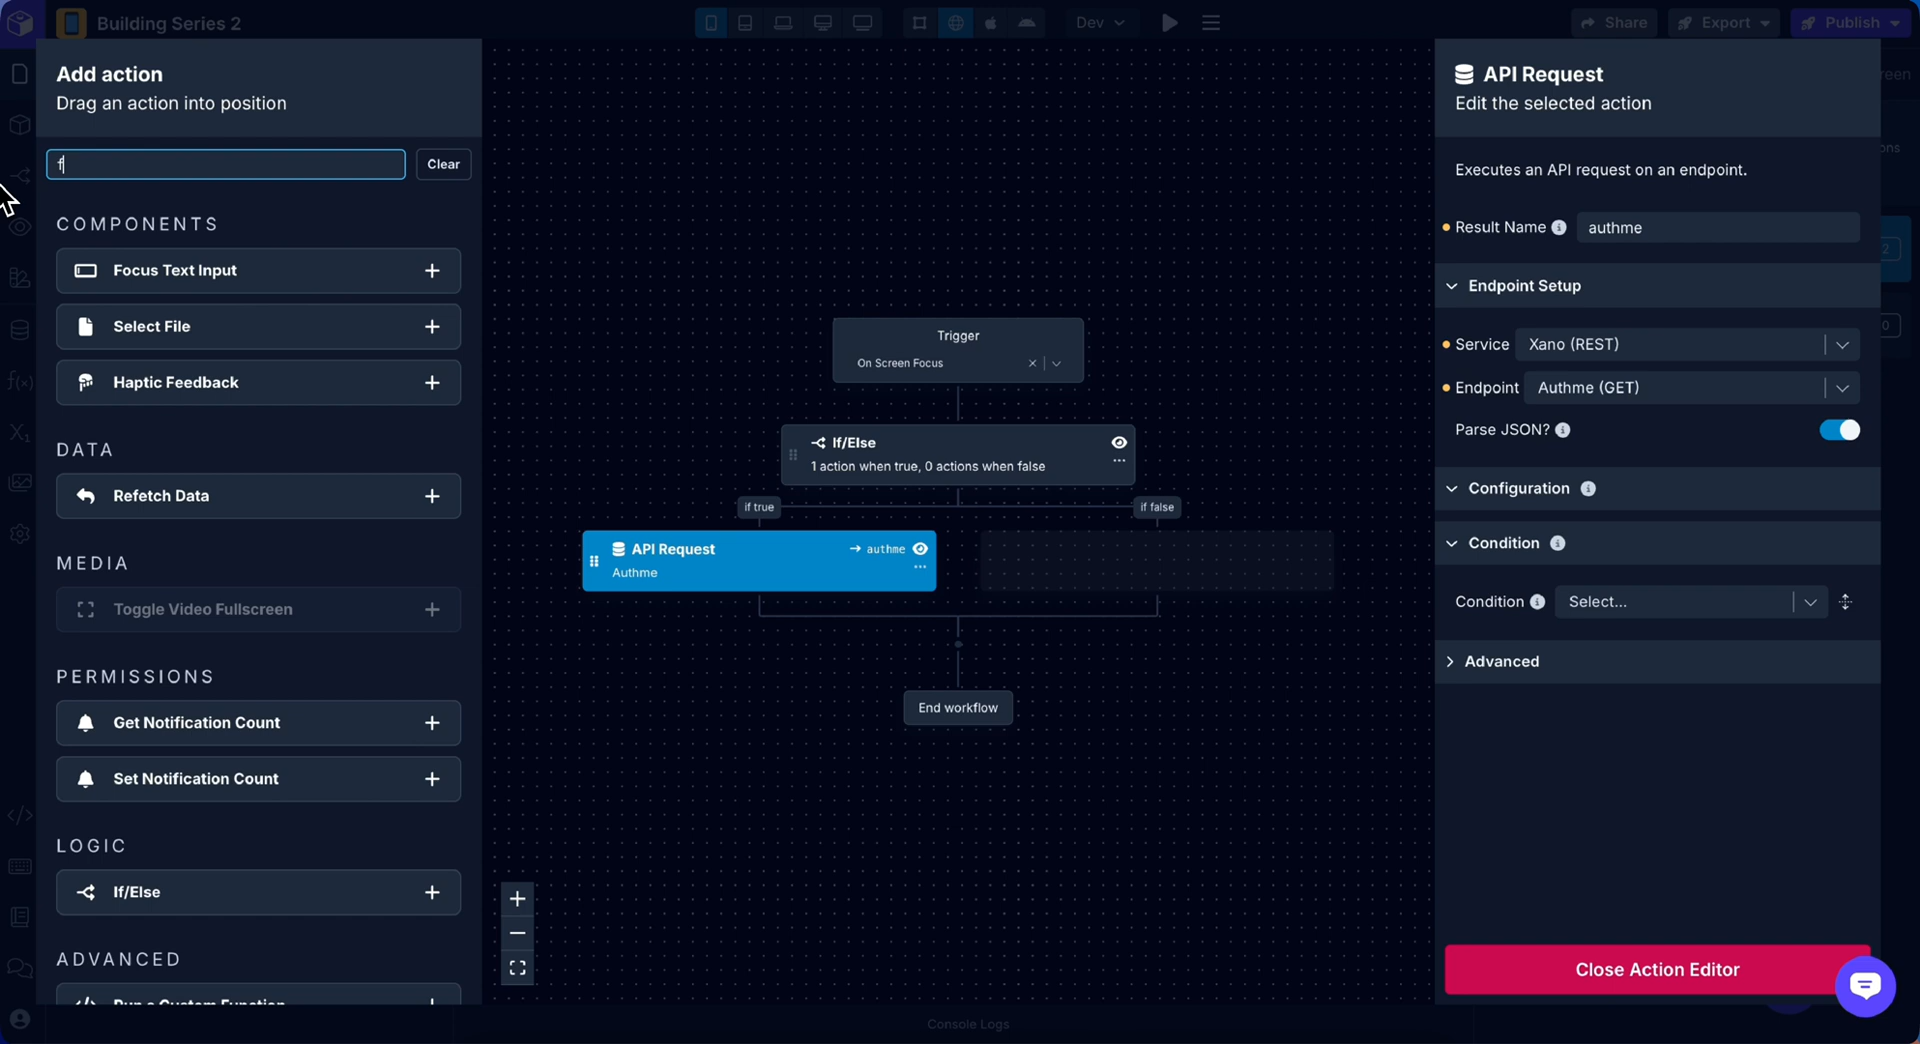 Building Series 2
Dev
Share
Export
Publish
Add action
Drag an action into position
f
Clear
COMPONENTS
Focus Text Input
Select File
Haptic Feedback
DATA
Refetch Data
MEDIA
Toggle Video Fullscreen
PERMISSIONS
Get Notification Count
Set Notification Count
LOGIC
If/Else
ADVANCED
Run a Custom Function
Trigger
On Screen Focus
If/Else
1 action when true, 0 actions when false
if true
if false
API Request
authme
Authme
End workflow
Console Logs
API Request
Edit the selected action
Executes an API request on an endpoint.
Result Name
authme
Endpoint Setup
Service
Xano (REST)
Endpoint
Authme (GET)
Parse JSON?
Configuration
Condition
Condition
Select...
Advanced
Close Action Editor